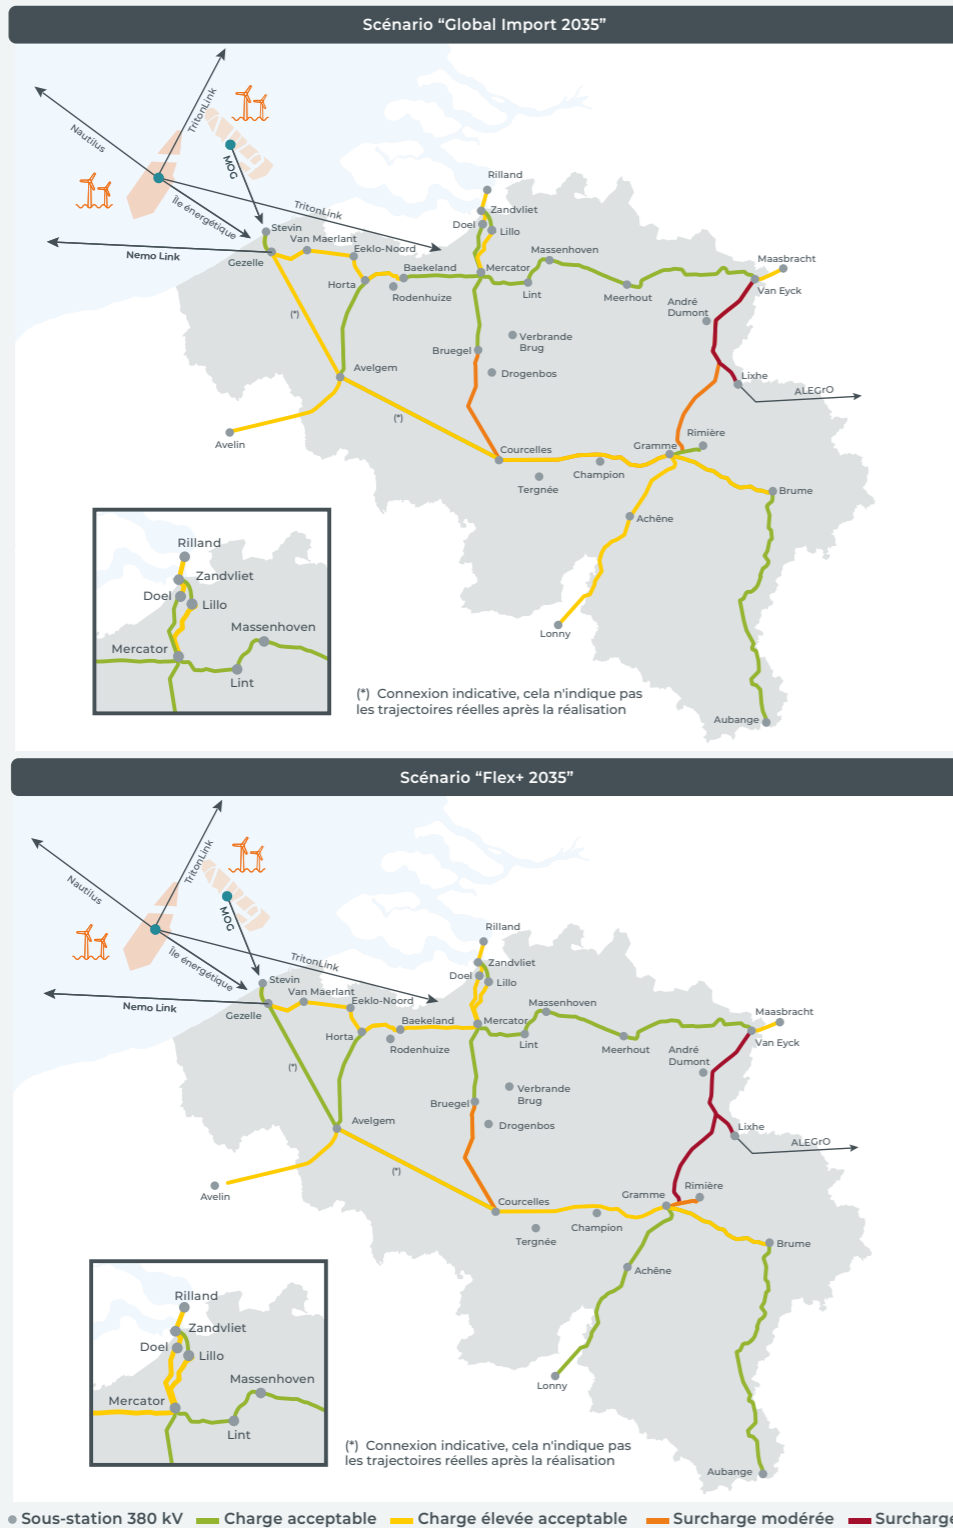 Scénario “Global Import 2035”
TritonLink
Nautilus
MOG
Île énergétique
TritonLink
Nemo Link
Rilland
Zandvliet
Doel
Lillo
Stevin
Van Maerlant
Eeklo-Noord
Gezelle
Massenhoven
Maasbracht
Baekeland
Mercator
Horta
Rodenhuize
Lint
Meerhout
Van Eyck
André
Dumont
(*)
Verbrande
Brug
Bruegel
Drogenbos
Avelgem
Lixhe
ALEGrO
(*)
Avelin
Courcelles
Gramme
Rimière
Champion
Tergnée
Brume
Achêne
Lonny
Aubange
Rilland
Zandvliet
Doel
Lillo
Massenhoven
Mercator
Lint
(*) Connexion indicative, cela n'indique pas
les trajectoires réelles après la réalisation
Scénario “Flex+ 2035”
TritonLink
Nautilus
MOG
Île énergétique
TritonLink
Nemo Link
Rilland
Zandvliet
Doel
Lillo
Stevin
Van Maerlant
Eeklo-Noord
Gezelle
Massenhoven
Maasbracht
Baekeland
Mercator
Horta
Rodenhuize
Lint
Meerhout
Van Eyck
André
Dumont
(*)
Verbrande
Brug
Bruegel
Drogenbos
Avelgem
Lixhe
ALEGrO
(*)
Avelin
Courcelles
Gramme
Rimière
Champion
Tergnée
Brume
Achêne
Lonny
Aubange
Rilland
Zandvliet
Doel
Lillo
Massenhoven
Mercator
Lint
(*) Connexion indicative, cela n'indique pas
les trajectoires réelles après la réalisation
Sous-station 380 kV Charge acceptable Charge élevée acceptable Surcharge modérée Surcharge